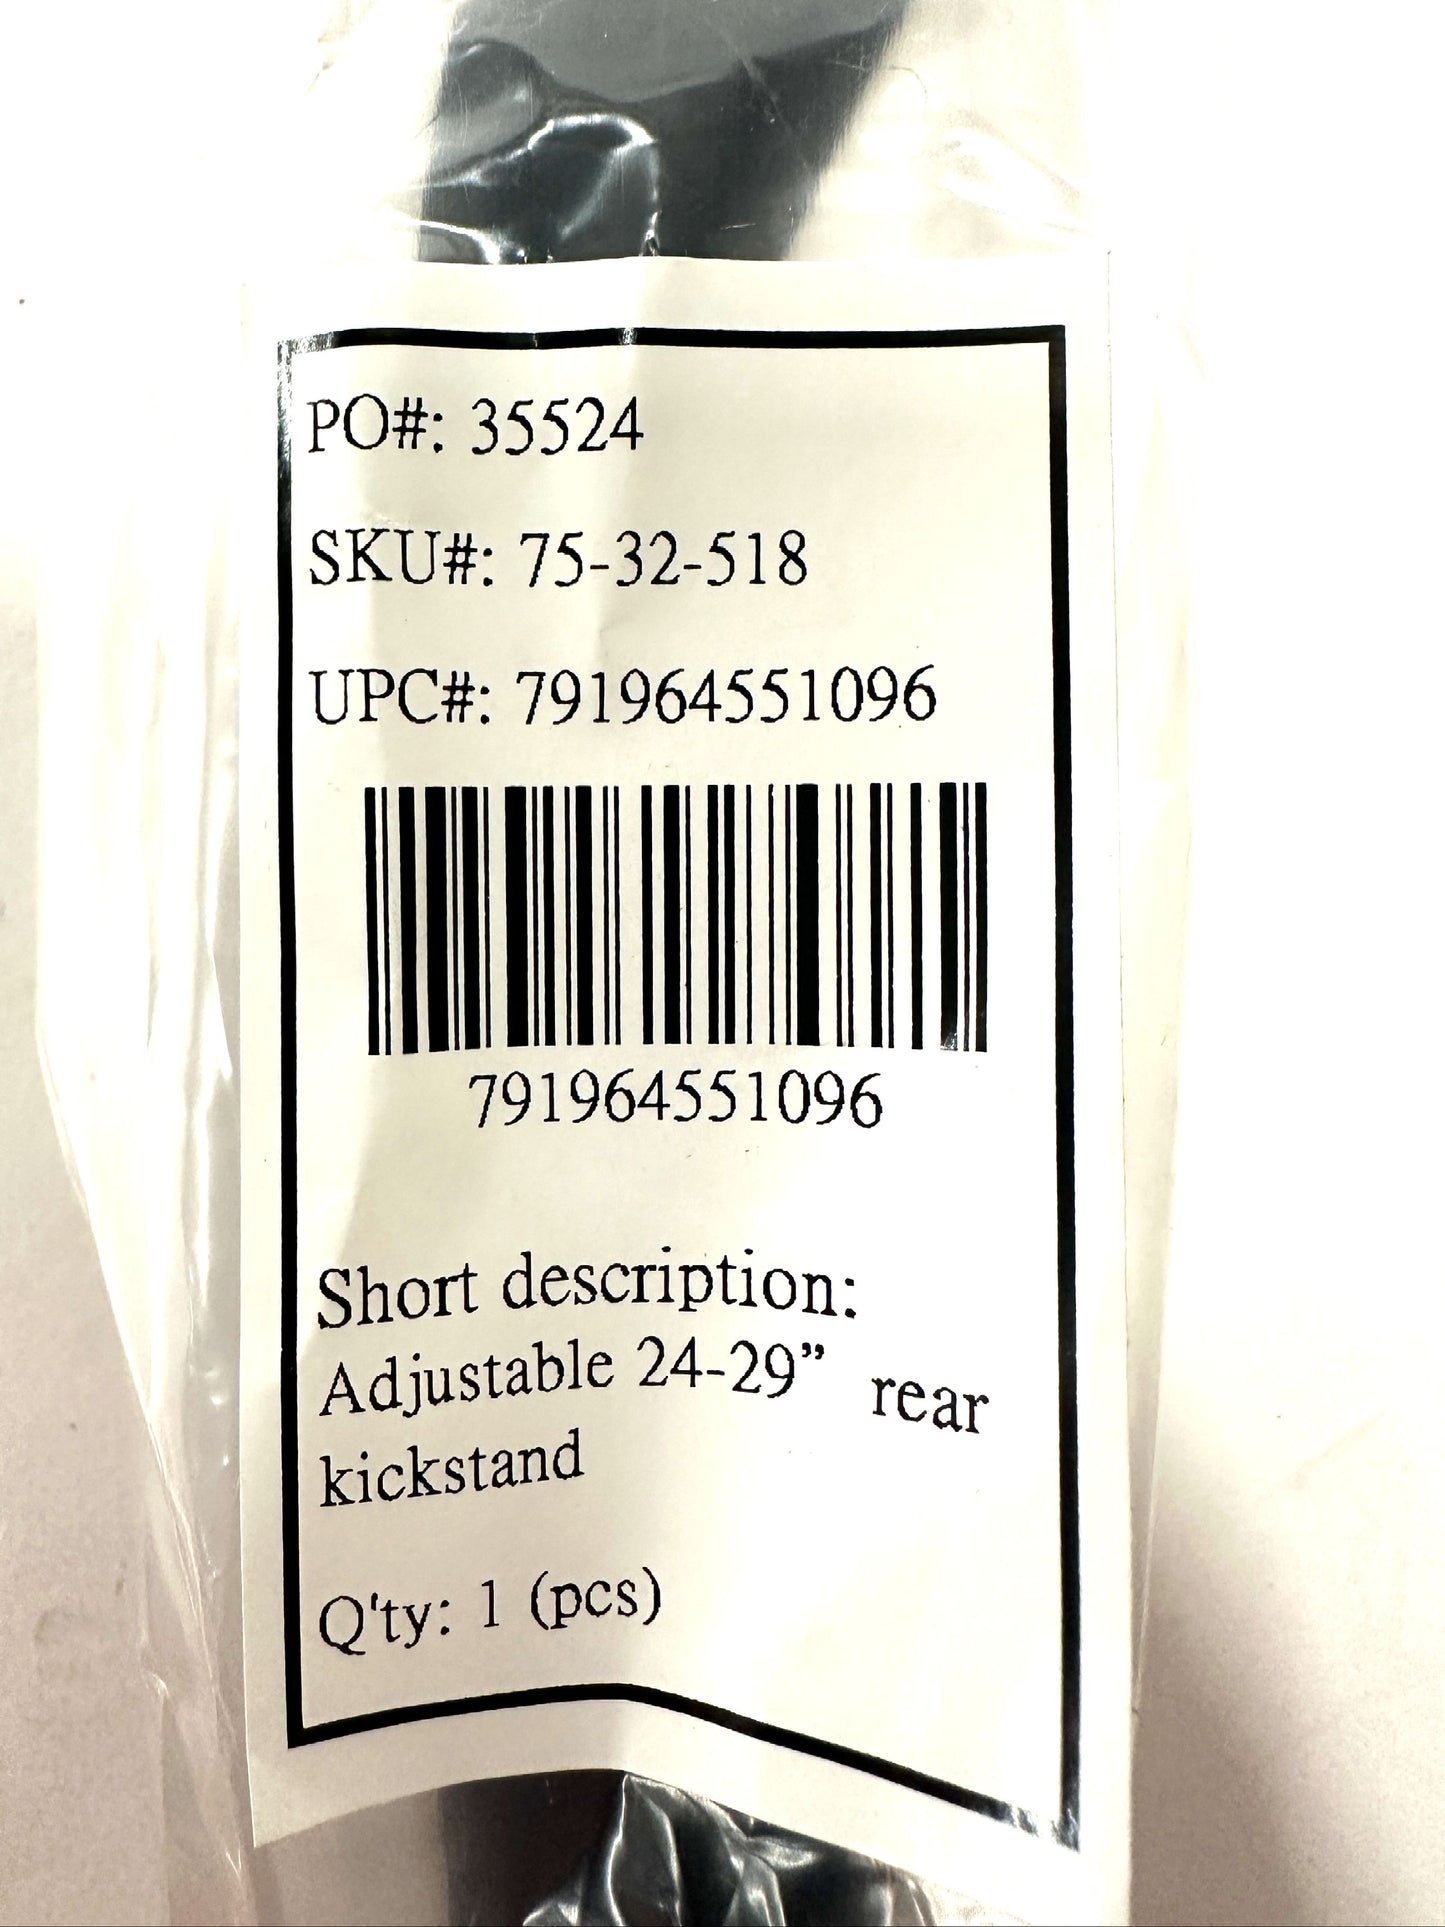 PO#: 35524
SKU#: 75-32-518
UPC#: 791964551096
791964551096
Short description:
Adjustable 24-29” rear
kickstand
Q'ty: 1 (pcs)